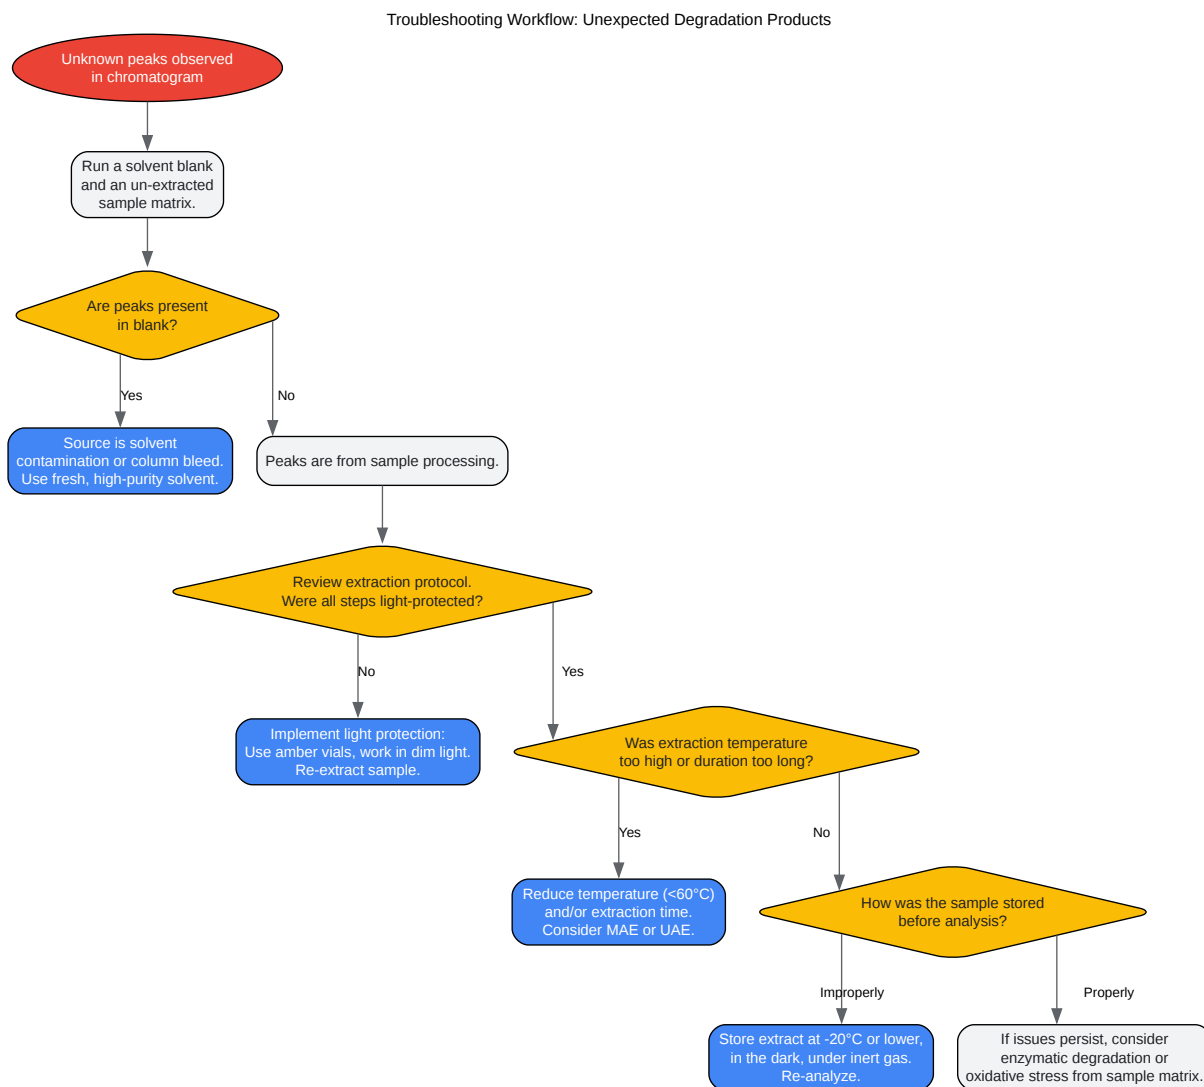 Troubleshooting Workflow: Unexpected Degradation Products
Unknown peaks observed
in chromatogram
Run a solvent blank
and an un-extracted
sample matrix.
Are peaks present
in blank?
Yes
No
Source is solvent
contamination or column bleed.
Use fresh, high-purity solvent.
Peaks are from sample processing.
Review extraction protocol.
Were all steps light-protected?
No
Yes
Implement light protection:
Use amber vials, work in dim light.
Re-extract sample.
Was extraction temperature
too high or duration too long?
Yes
No
Reduce temperature (<60°C)
and/or extraction time.
Consider MAE or UAE.
How was the sample stored
before analysis?
Improperly
Properly
Store extract at -20°C or lower,
in the dark, under inert gas.
Re-analyze.
If issues persist, consider
enzymatic degradation or
oxidative stress from sample matrix.